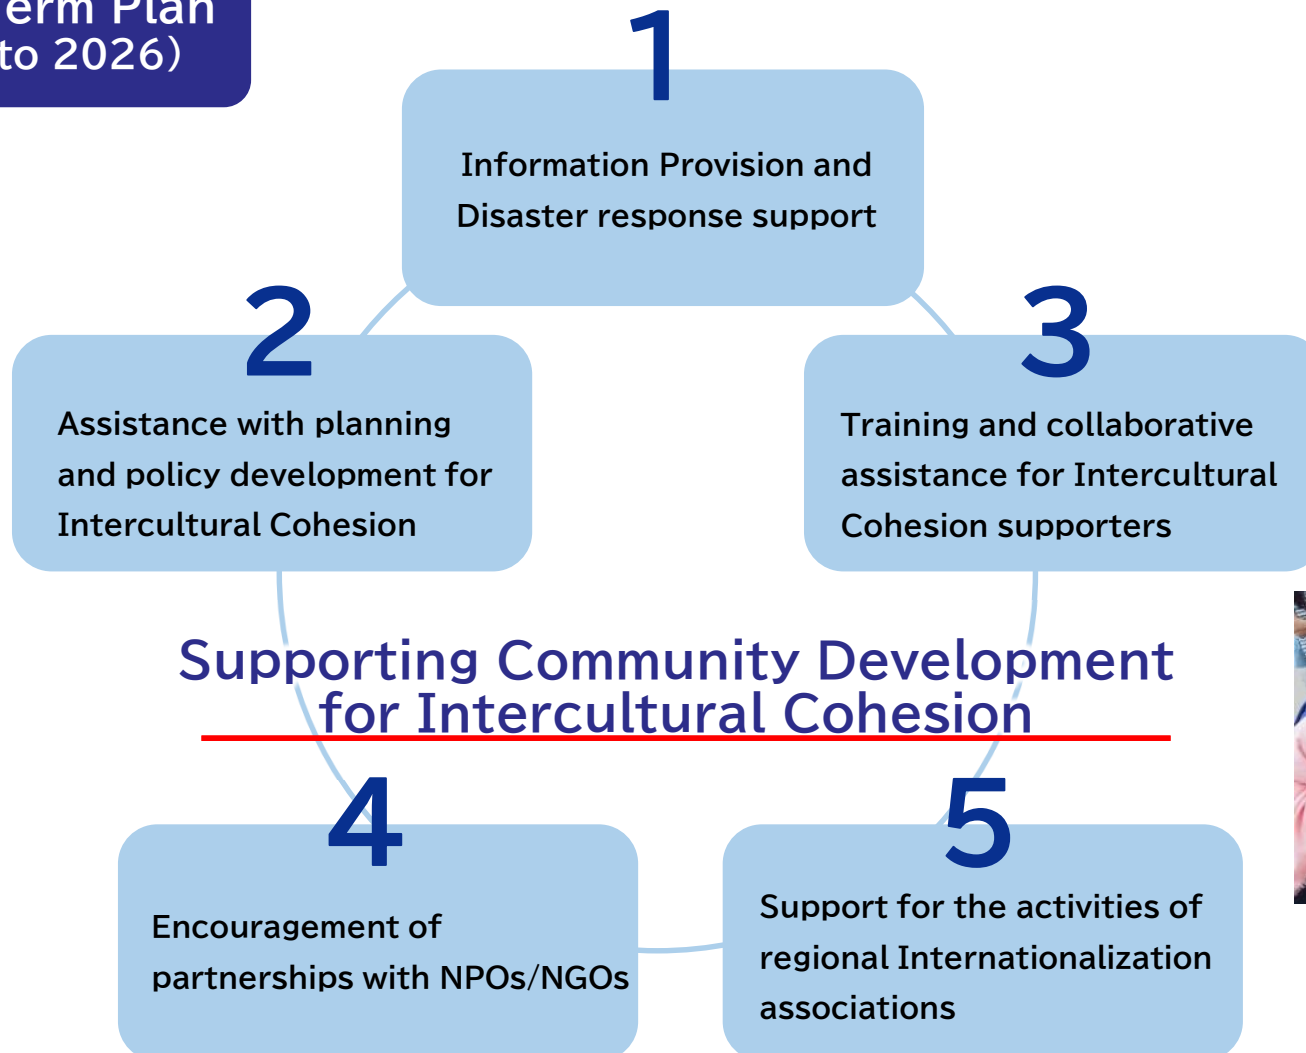 erm Plan
to 2026)
1
Information Provision and
Disaster response support
2
Assistance with planning
and policy development for
Intercultural Cohesion
3
Training and collaborative
assistance for Intercultural
Cohesion supporters
Supporting Community Development
for Intercultural Cohesion
4
Encouragement of
partnerships with NPOs/NGOs
5
Support for the activities of
regional Internationalization
associations